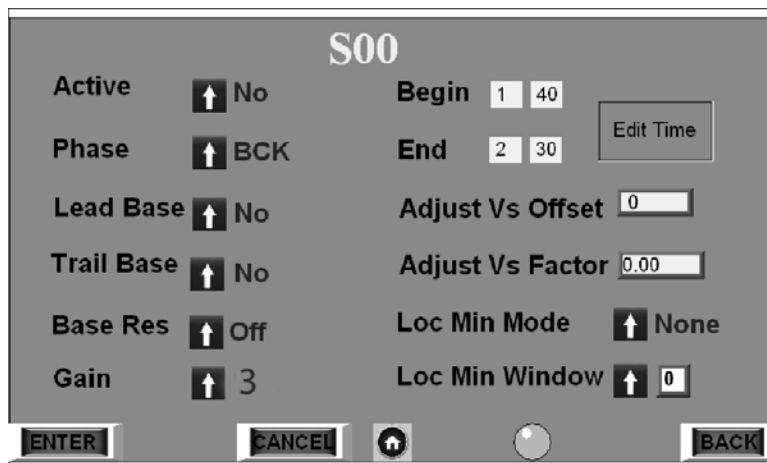 S00
Active No
Phase BCK
Lead Base No
Trail Base No
Base Res Off
Gain 3
Begin 1 40
End 2 30
Edit Time
Adjust Vs Offset 0
Adjust Vs Factor 0.00
Loc Min Mode None
Loc Min Window 0
ENTER CANCEL BACK